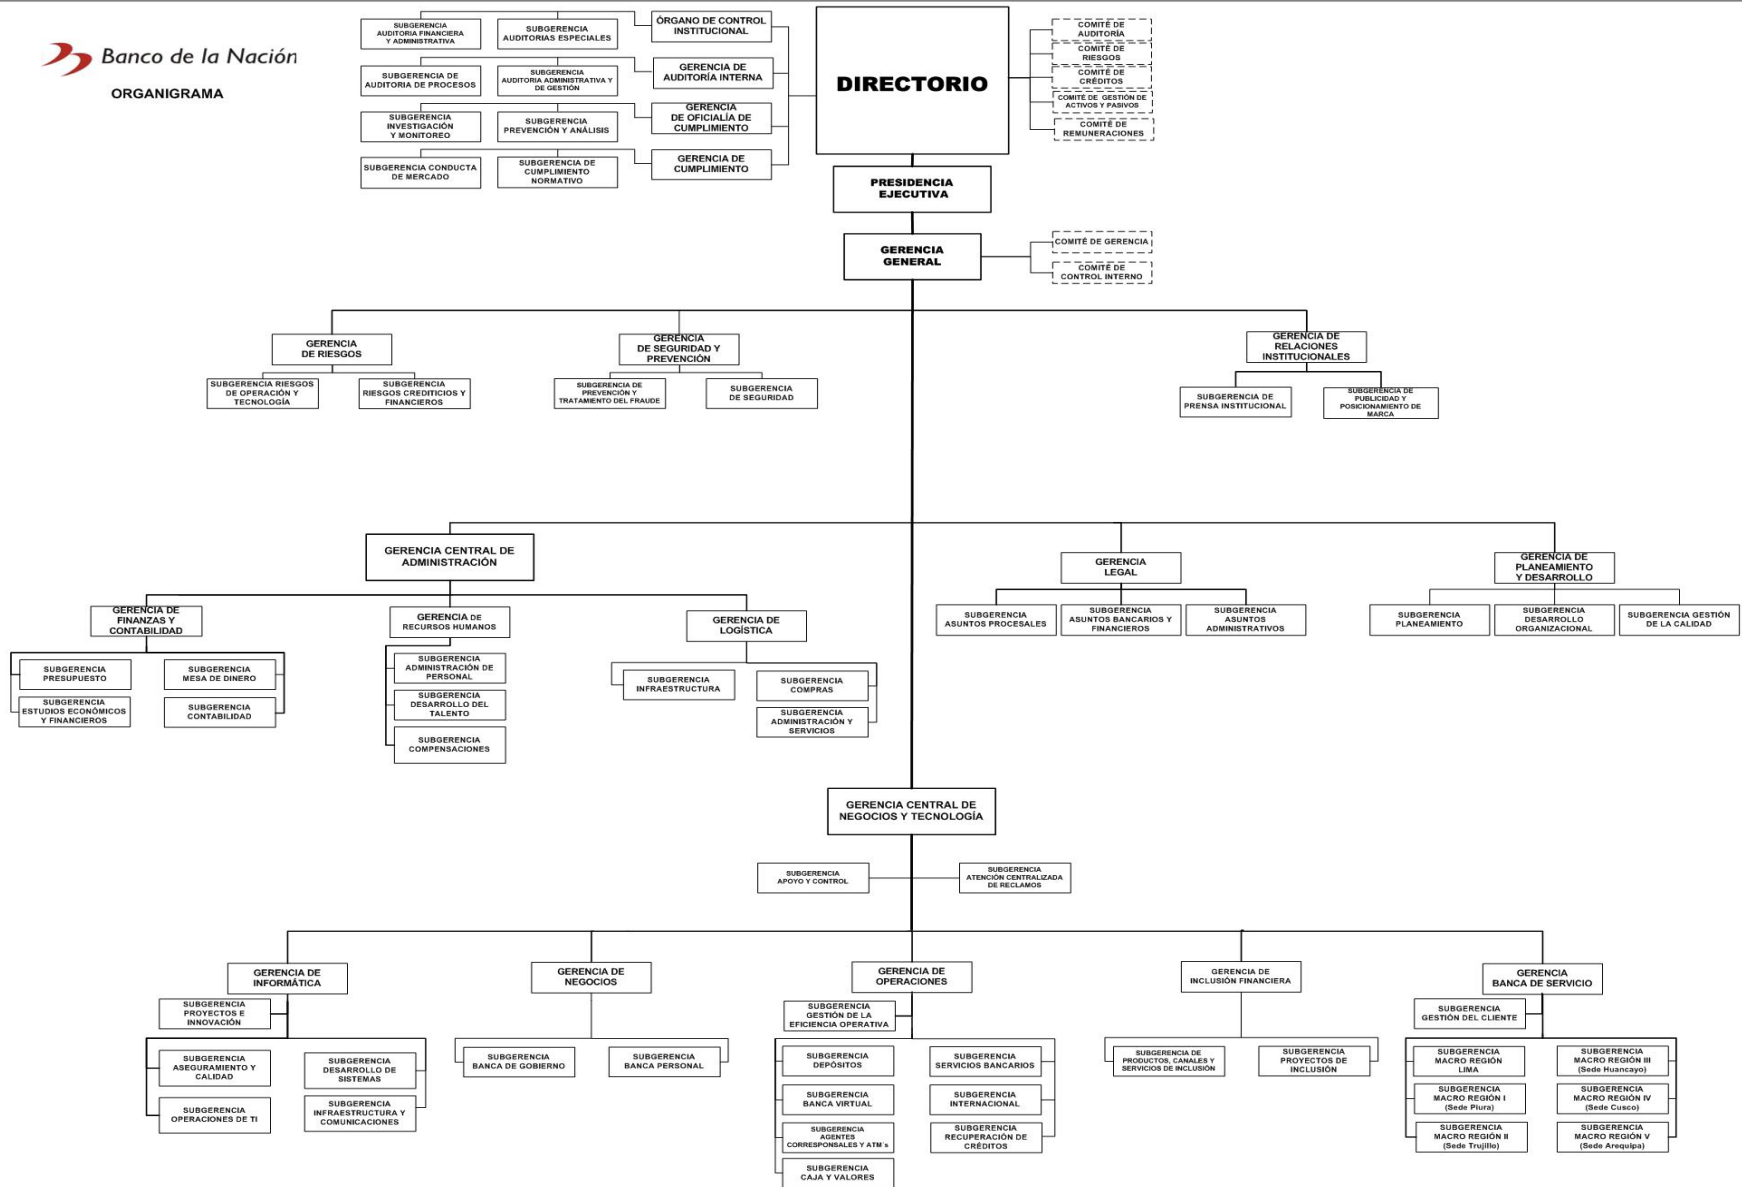 Banco de la Nación
ORGANIGRAMA
SUBGERENCIA
AUDITORIA FINANCIERA
Y ADMINISTRATIVA
SUBGERENCIA
AUDITORIAS ESPECIALES
ÓRGANO DE CONTROL
INSTITUCIONAL
SUBGERENCIA DE
AUDITORIA DE PROCESOS
SUBGERENCIA
AUDITORIA ADMINISTRATIVA Y
DE GESTIÓN
GERENCIA DE
AUDITORÍA INTERNA
SUBGERENCIA
INVESTIGACIÓN
Y MONITOREO
SUBGERENCIA
PREVENCIÓN Y ANÁLISIS
GERENCIA
DE OFICIALÍA DE
CUMPLIMIENTO
SUBGERENCIA CONDUCTA
DE MERCADO
SUBGERENCIA DE
CUMPLIMIENTO
NORMATIVO
GERENCIA DE
CUMPLIMIENTO
DIRECTORIO
COMITÉ DE
AUDITORÍA
COMITÉ DE
RIESGOS
COMITÉ DE
CRÉDITOS
COMITÉ DE GESTIÓN DE
ACTIVOS Y PASIVOS
COMITÉ DE
REMUNERACIONES
PRESIDENCIA
EJECUTIVA
GERENCIA
GENERAL
COMITÉ DE GERENCIA
COMITÉ DE
CONTROL INTERNO
GERENCIA
DE RIESGOS
SUBGERENCIA RIESGOS
DE OPERACIÓN Y
TECNOLOGÍA
SUBGERENCIA
RIESGOS CREDITICIOS Y
FINANCIEROS
GERENCIA
DE SEGURIDAD Y
PREVENCIÓN
SUBGERENCIA DE
PREVENCIÓN Y
TRATAMIENTO DEL FRAUDE
SUBGERENCIA
DE SEGURIDAD
GERENCIA DE
RELACIONES
INSTITUCIONALES
SUBGERENCIA DE
PRENSA INSTITUCIONAL
SUBGERENCIA DE
PUBLICIDAD Y
POSICIONAMIENTO DE
MARCA
GERENCIA CENTRAL DE
ADMINISTRACIÓN
GERENCIA
LEGAL
GERENCIA DE
PLANEAMIENTO
Y DESARROLLO
GERENCIA DE
FINANZAS Y
CONTABILIDAD
GERENCIA DE
RECURSOS HUMANOS
GERENCIA DE
LOGÍSTICA
SUBGERENCIA
ASUNTOS PROCESALES
SUBGERENCIA
ASUNTOS BANCARIOS Y
FINANCIEROS
SUBGERENCIA
ASUNTOS
ADMINISTRATIVOS
SUBGERENCIA
PLANEAMIENTO
SUBGERENCIA
DESARROLLO
ORGANIZACIONAL
SUBGERENCIA GESTIÓN
DE LA CALIDAD
SUBGERENCIA
PRESUPUESTO
SUBGERENCIA
MESA DE DINERO
SUBGERENCIA
ESTUDIOS ECONÓMICOS
Y FINANCIEROS
SUBGERENCIA
CONTABILIDAD
SUBGERENCIA
ADMINISTRACIÓN DE
PERSONAL
SUBGERENCIA
DESARROLLO DEL
TALENTO
SUBGERENCIA
COMPENSACIONES
SUBGERENCIA
INFRAESTRUCTURA
SUBGERENCIA
COMPRAS
SUBGERENCIA
ADMINISTRACIÓN Y
SERVICIOS
GERENCIA CENTRAL DE
NEGOCIOS Y TECNOLOGÍA
SUBGERENCIA
APOYO Y CONTROL
SUBGERENCIA
ATENCIÓN CENTRALIZADA
DE RECLAMOS
GERENCIA DE
INFORMÁTICA
SUBGERENCIA
PROYECTOS E
INNOVACIÓN
SUBGERENCIA
ASEGURAMIENTO Y
CALIDAD
SUBGERENCIA
DESARROLLO DE
SISTEMAS
SUBGERENCIA
OPERACIONES DE TI
SUBGERENCIA
INFRAESTRUCTURA Y
COMUNICACIONES
GERENCIA DE
NEGOCIOS
SUBGERENCIA
BANCA DE GOBIERNO
SUBGERENCIA
BANCA PERSONAL
GERENCIA DE
OPERACIONES
SUBGERENCIA
GESTIÓN DE LA
EFICIENCIA OPERATIVA
SUBGERENCIA
DEPÓSITOS
SUBGERENCIA
SERVICIOS BANCARIOS
SUBGERENCIA
BANCA VIRTUAL
SUBGERENCIA
INTERNACIONAL
SUBGERENCIA
AGENTES
CORRESPONSALES Y ATM´s
SUBGERENCIA
RECUPERACIÓN DE
CRÉDITOS
SUBGERENCIA
CAJA Y VALORES
GERENCIA DE
INCLUSIÓN FINANCIERA
SUBGERENCIA DE
PRODUCTOS, CANALES Y
SERVICIOS DE INCLUSIÓN
SUBGERENCIA
PROYECTOS DE
INCLUSIÓN
GERENCIA
BANCA DE SERVICIO
SUBGERENCIA
GESTIÓN DEL CLIENTE
SUBGERENCIA
MACRO REGIÓN
LIMA
SUBGERENCIA
MACRO REGIÓN III
(Sede Huancayo)
SUBGERENCIA
MACRO REGIÓN I
(Sede Piura)
SUBGERENCIA
MACRO REGIÓN IV
(Sede Cusco)
SUBGERENCIA
MACRO REGIÓN II
(Sede Trujillo)
SUBGERENCIA
MACRO REGIÓN V
(Sede Arequipa)